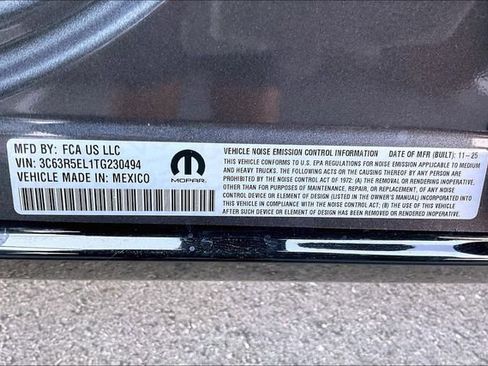 MFD BY: FCA US LLC
VIN: 3C63R5EL1TG230494
VEHICLE MADE IN: MEXICO
MOPAR
VEHICLE NOISE EMISSION CONTROL INFORMATION DATE OF MFR (BUILT): 11-25
THIS VEHICLE CONFORMS TO U.S. EPA REGULATIONS FOR NOISE EMISSION APPLICABLE TO MEDIUM
AND HEAVY TRUCKS. THE FOLLOWING ACTS OR THE CAUSING THEREOF BY ANY PERSON ARE
PROHIBITED BY THE NOISE CONTROL ACT OF 1972: (A) THE REMOVAL OR RENDERING INOPERATIVE,
OTHER THAN FOR PURPOSES OF MAINTENANCE, REPAIR, OR REPLACEMENT, OF ANY NOISE
CONTROL DEVICE OR ELEMENT OF DESIGN (LISTED IN THE OWNER'S MANUAL) INCORPORATED INTO
THIS VEHICLE IN COMPLIANCE WITH THE NOISE CONTROL ACT; (B) THE USE OF THIS VEHICLE
AFTER SUCH DEVICE OR ELEMENT OF DESIGN HAS BEEN REMOVED OR RENDERED INOPERATIVE.